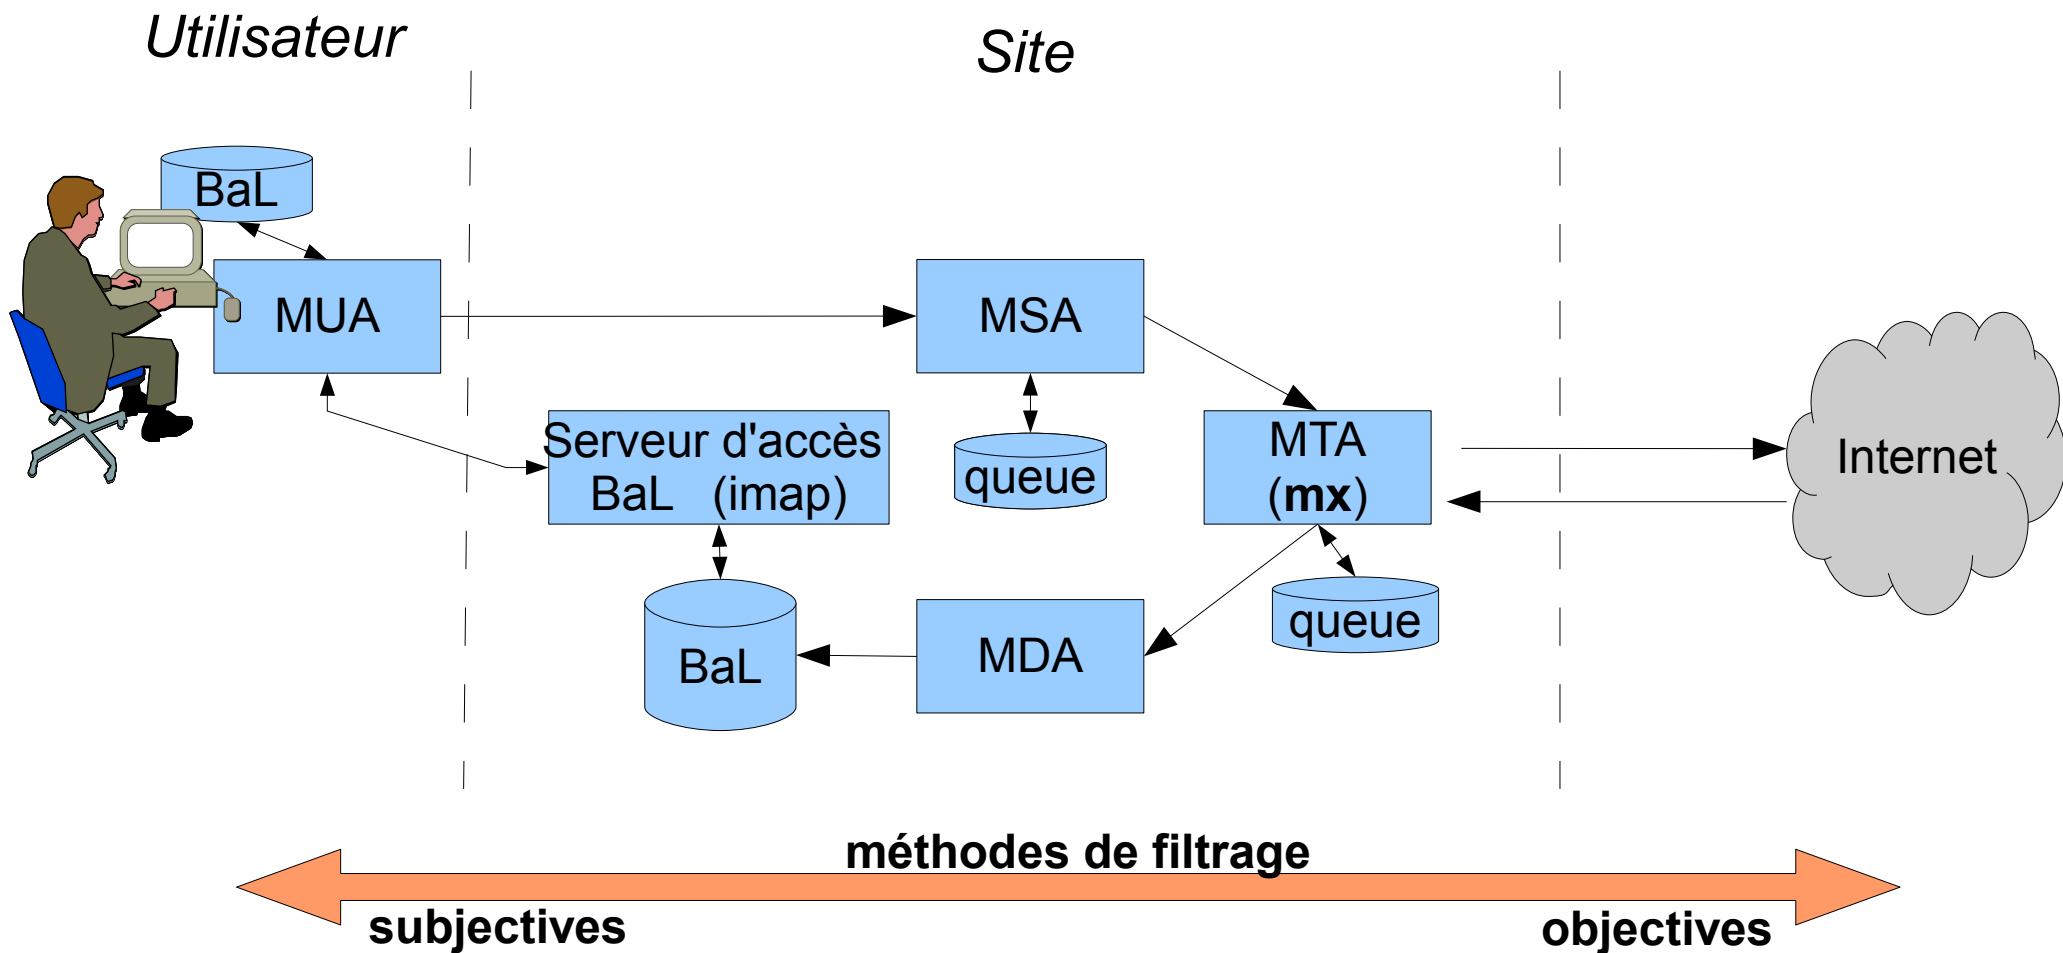 Utilisateur
Site
BaL
MUA
MSA
Serveur d'accès
BaL (imap)
queue
MTA
(mx)
Internet
queue
BaL
MDA
méthodes de filtrage
subjectives
objectives